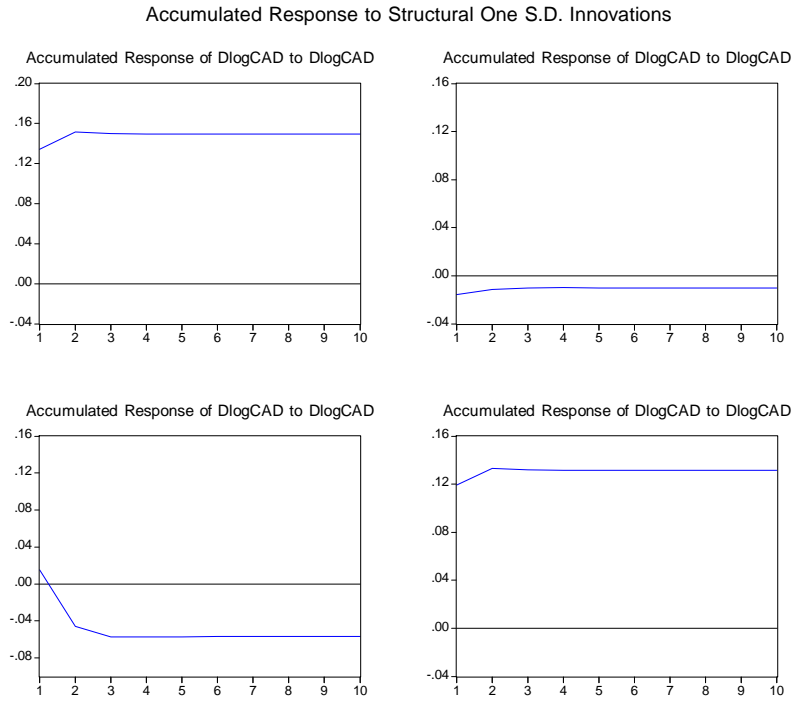 Accumulated Response to Structural One S.D. Innovations
Accumulated Response of DlogCAD to DlogCAD
.20
.16
.12
.08
.04
.00
-.04
1 2 3 4 5 6 7 8 9 10
Accumulated Response of DlogCAD to DlogCAD
.16
.12
.08
.04
.00
-.04
1 2 3 4 5 6 7 8 9 10
Accumulated Response of DlogCAD to DlogCAD
.16
.12
.08
.04
.00
-.04
-.08
1 2 3 4 5 6 7 8 9 10
Accumulated Response of DlogCAD to DlogCAD
.16
.12
.08
.04
.00
-.04
1 2 3 4 5 6 7 8 9 10